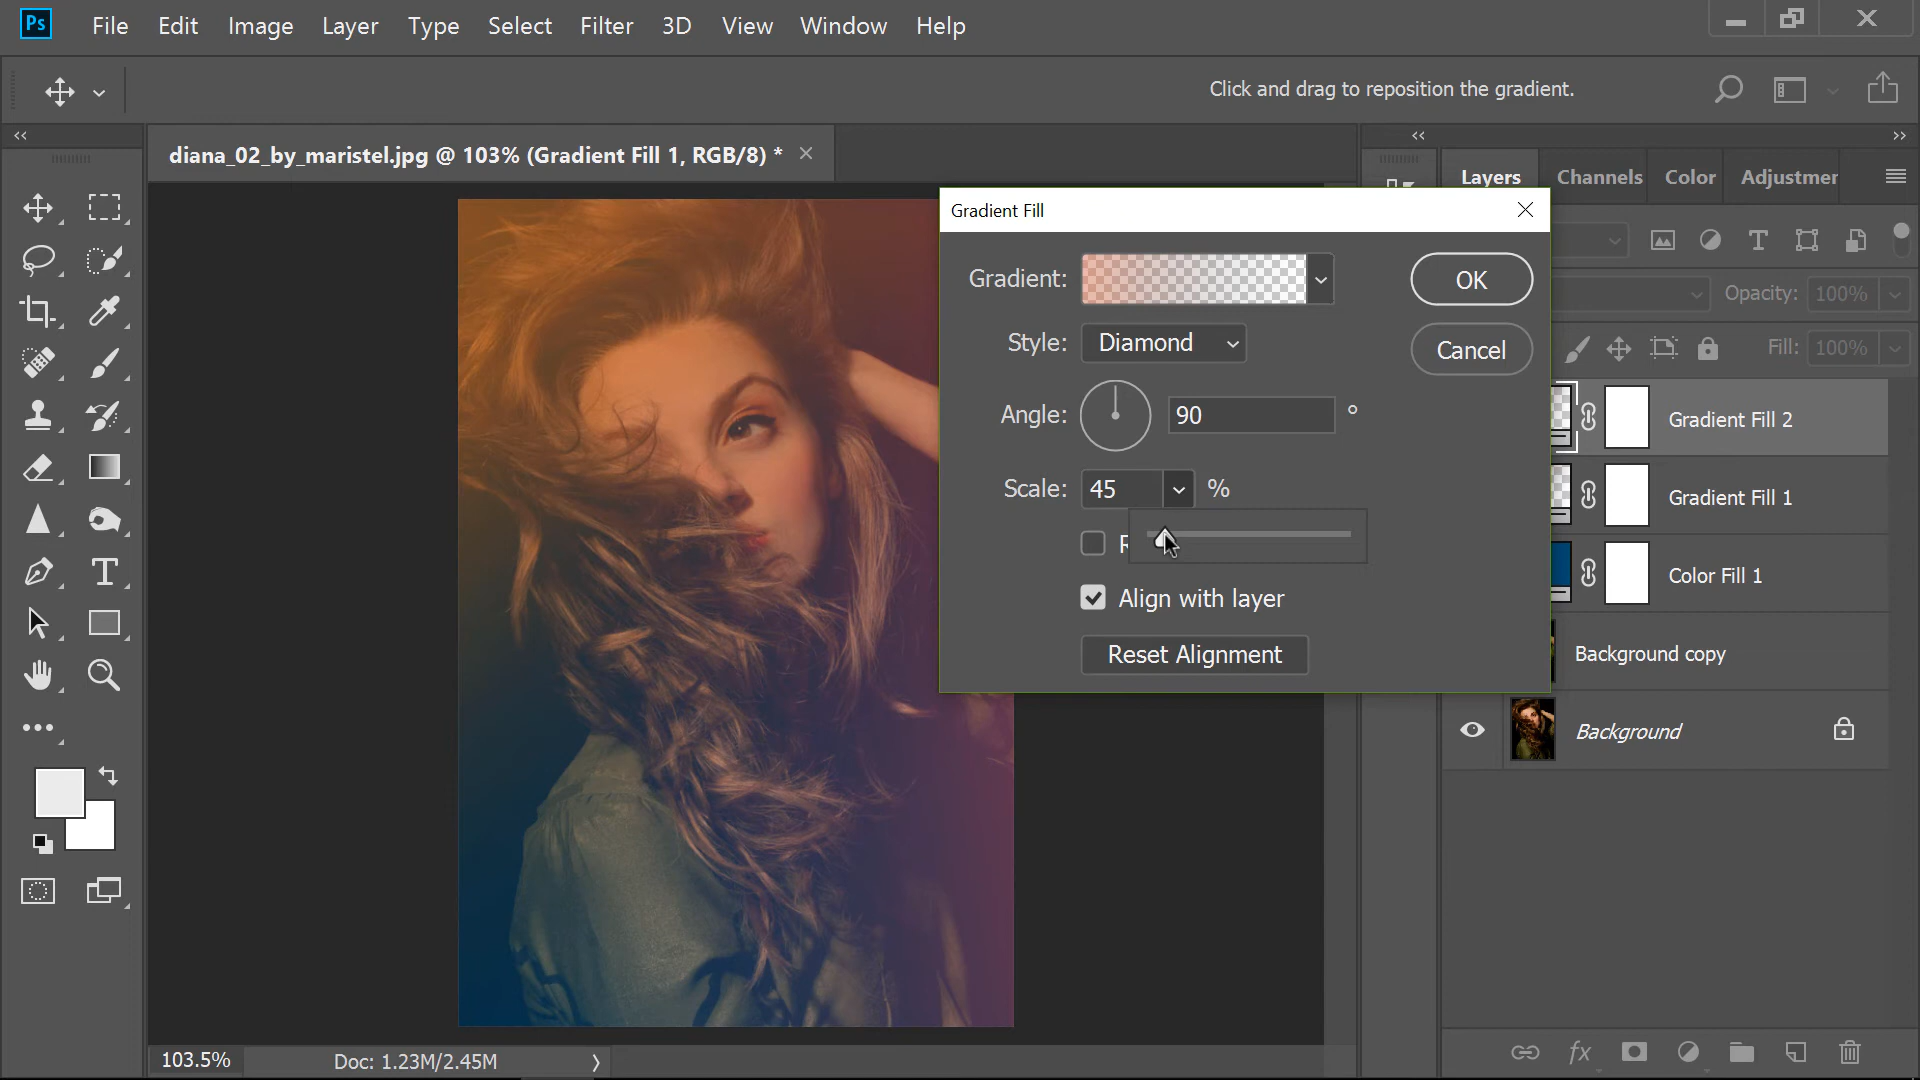 Ps File Edit Image Layer Type Select Filter 3D View Window Help
Click and drag to reposition the gradient.
diana_02_by_maristel.jpg @ 103% (Gradient Fill 1, RGB/8) *
Layers Channels Color Adjustmer
Gradient Fill
Gradient:
OK
Style: Diamond
Cancel
Angle: 90 °
Scale: 45 %
Align with layer
Reset Alignment
Opacity: 100%
Fill: 100%
Gradient Fill 2
Gradient Fill 1
Color Fill 1
Background copy
Background
fx
103.5% Doc: 1.23M/2.45M